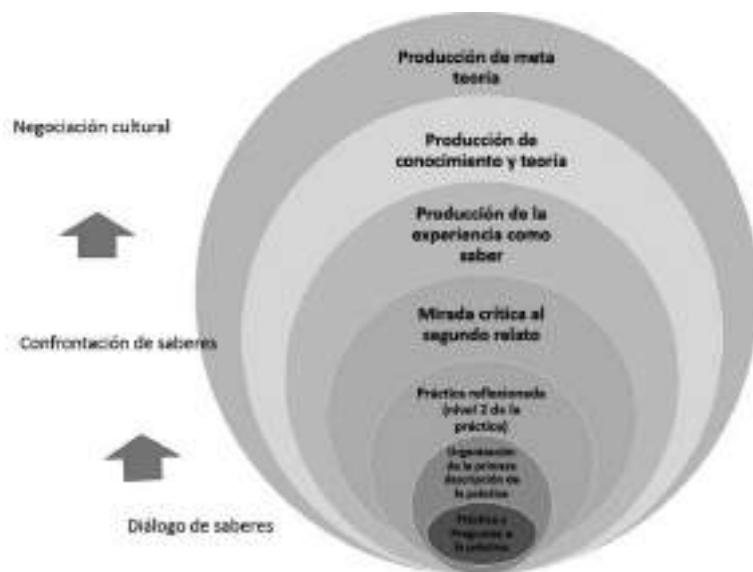 Producción de meta
teoría
Negociación cultural
Producción de
conocimiento y teoría
Producción de la
experiencia como
saber
Mirada crítica al
segundo relato
Confrontación de saberes
Práctica reflexionada
(nivel 2 de la
práctica)
Organización
de la primera
descripción de
la práctica
Diálogo de saberes
Práctica y
Preguntas a
la práctica